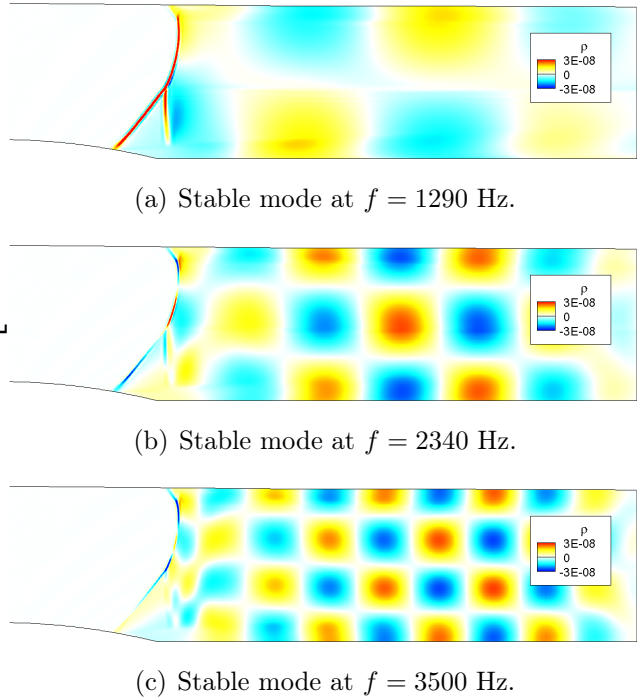 ρ
3E-08
0
-3E-08
(a) Stable mode at f = 1290 Hz.
ρ
3E-08
0
-3E-08
(b) Stable mode at f = 2340 Hz.
ρ
3E-08
0
-3E-08
(c) Stable mode at f = 3500 Hz.